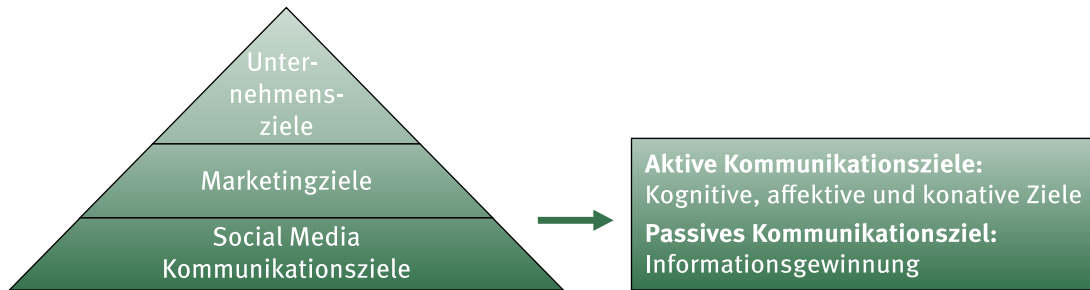 Unter-
nehmens-
ziele
Marketingziele
Social Media
Kommunikationsziele
Aktive Kommunikationsziele:
Kognitive, affektive und konative Ziele
Passives Kommunikationsziel:
Informationsgewinnung